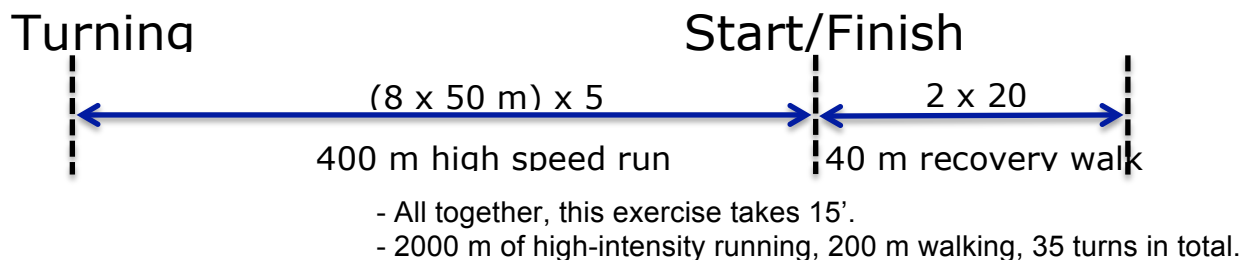 Turning
Start/Finish
(8 x 50 m) x 5
2 x 20
400 m high speed run
40 m recovery walk
- All together, this exercise takes 15’.
- 2000 m of high-intensity running, 200 m walking, 35 turns in total.